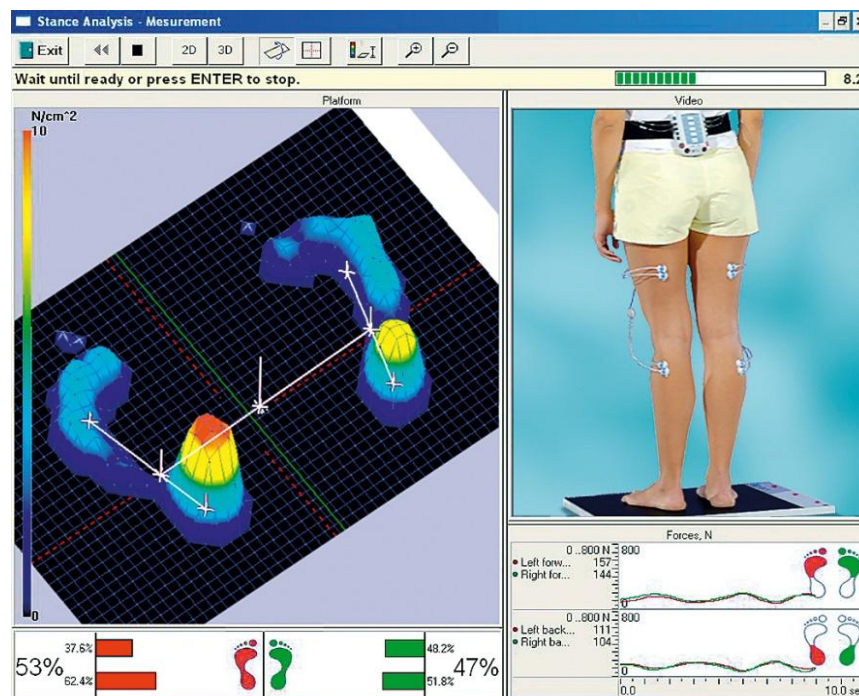 Stance Analysis - Mesurement
Exit
2D
3D
Wait until ready or press ENTER to stop.
8.2
Platform
N/cm^2
10
0
37.6%
53%
62.4%
48.2%
47%
51.8%
Video
Forces, N
0 ..800 N
800
Left forw... 157
Right for... 144
0
0 ..800 N
800
Left back... 111
Right ba... 104
0
0.0
10.0